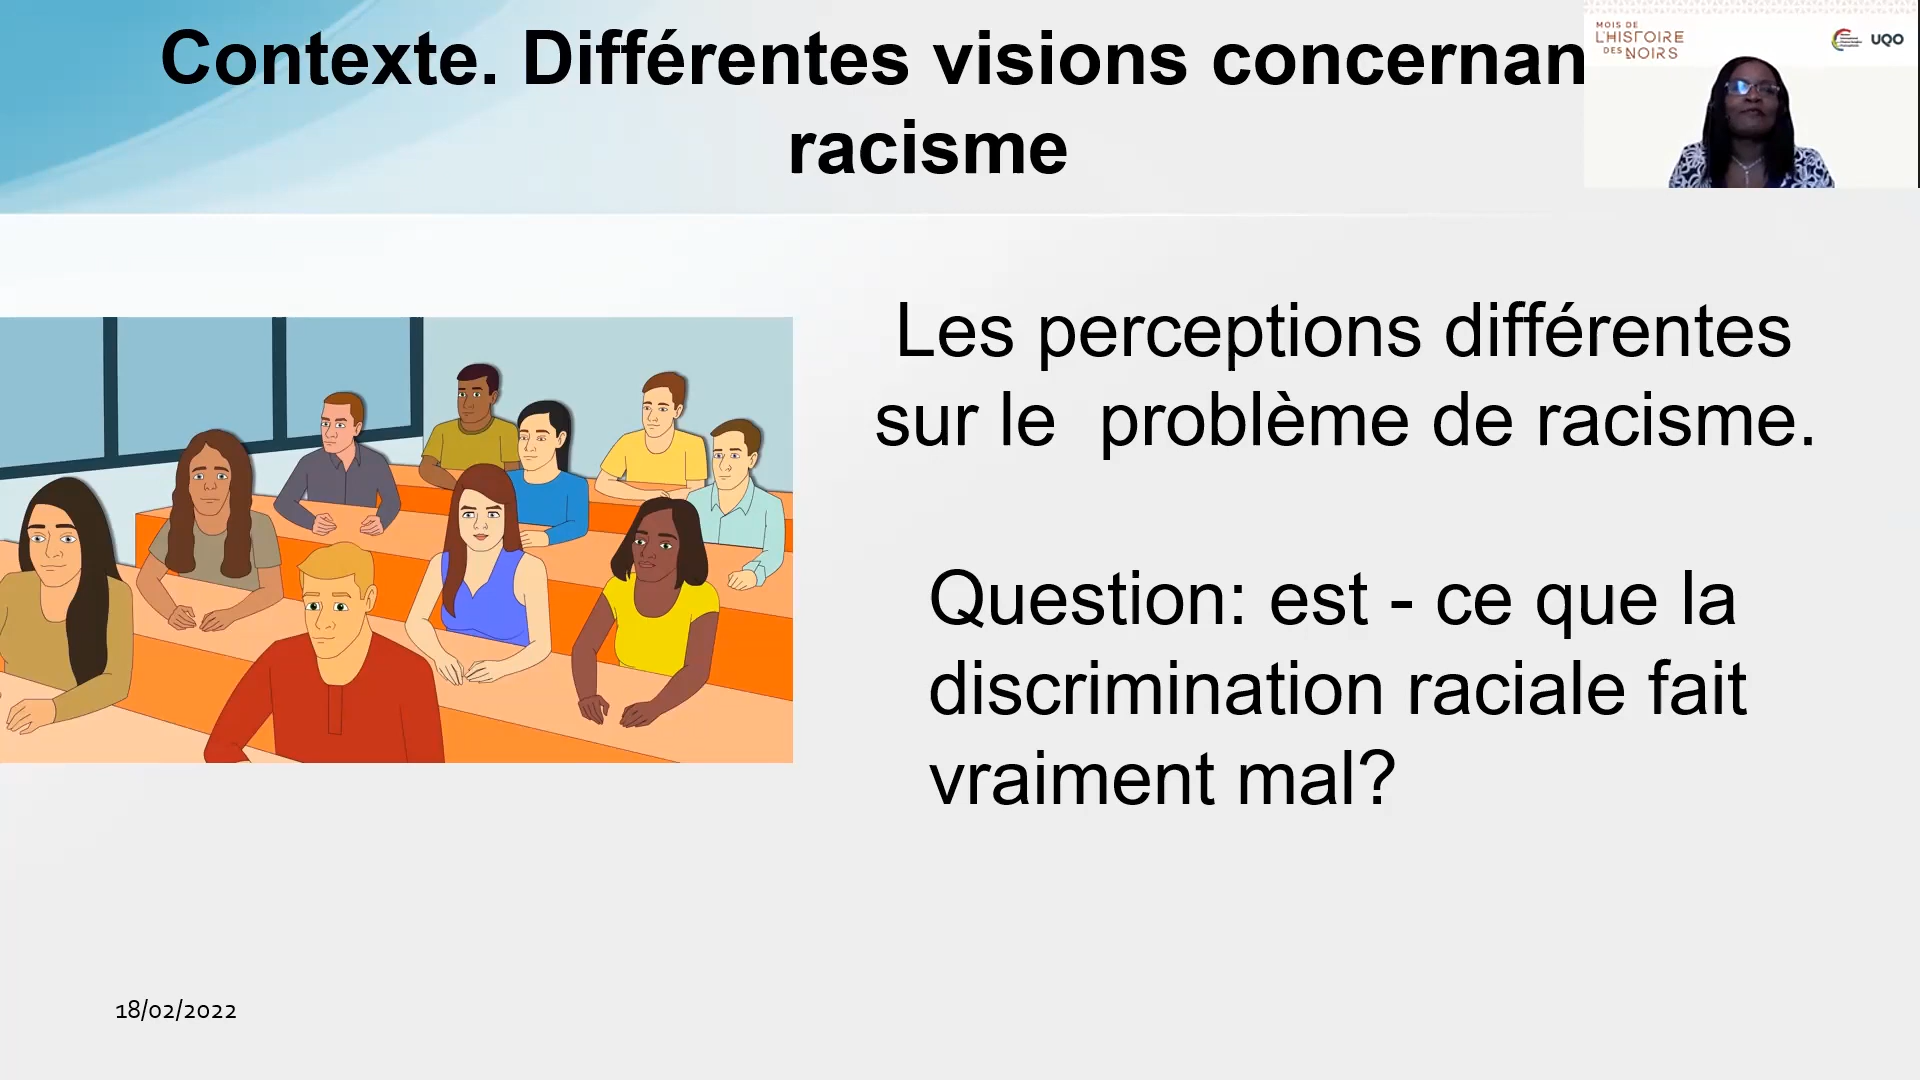 Contexte. Différentes visions concernan
racisme
MOIS DE
L'HISTOIRE
DES NOIRS
UQO
Les perceptions différentes
sur le problème de racisme.
Question: est - ce que la
discrimination raciale fait
vraiment mal?
18/02/2022